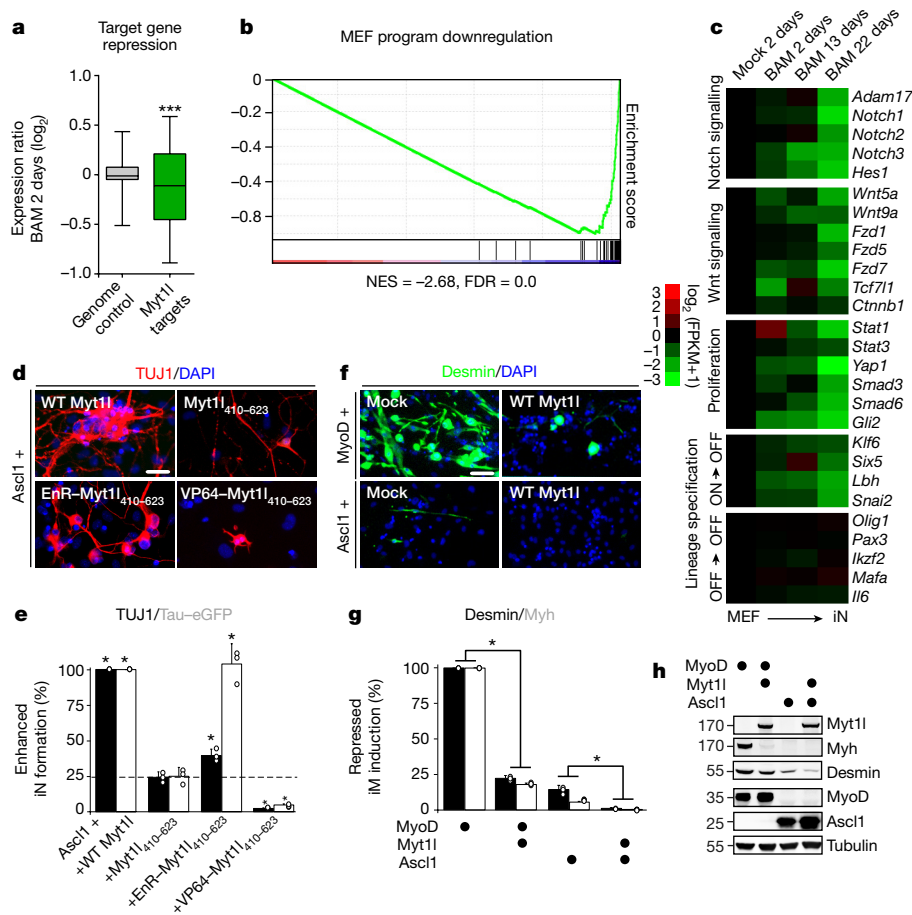 a
Target gene
repression
Expression ratio
BAM 2 days (log2)
1.0
0.5
0
−0.5
−1.0
***
Genome
control
Myt1l
targets
b
MEF program downregulation
0
−0.2
−0.4
−0.6
−0.8
Enrichment score
NES = −2.68, FDR = 0.0
c
Mock 2 days
BAM 2 days
BAM 13 days
BAM 22 days
Notch signalling
Adam17
Notch1
Notch2
Notch3
Hes1
Wnt signalling
Wnt5a
Wnt9a
Fzd1
Fzd5
Fzd7
Tcf7l1
Ctnnb1
Proliferation
Stat1
Stat3
Yap1
Smad3
Smad6
Gli2
Lineage specification
ON → OFF
Klf6
Six5
Lbh
Snai2
OFF → OFF
Olig1
Pax3
Ikzf2
Mafa
Il6
MEF → iN
3
2
1
0
−1
−2
−3
log2 (FPKM+1)
d
TUJ1/DAPI
Ascl1 +
WT Myt1l
Myt1l410–623
EnR–Myt1l410–623
VP64–Myt1l410–623
f
Desmin/DAPI
MyoD +
Mock
WT Myt1l
Ascl1 +
Mock
WT Myt1l
e
TUJ1/Tau–eGFP
Enhanced
iN formation (%)
100
75
50
25
0
* * * * * *
Ascl1 +
+WT Myt1l
+Myt1l410–623
+EnR–Myt1l410–623
+VP64–Myt1l410–623
g
Desmin/Myh
Repressed
iM induction (%)
100
75
50
25
0
*
*
MyoD
Myt1l
Ascl1
h
MyoD
Myt1l
Ascl1
170 Myt1l
170 Myh
55 Desmin
35 MyoD
25 Ascl1
55 Tubulin